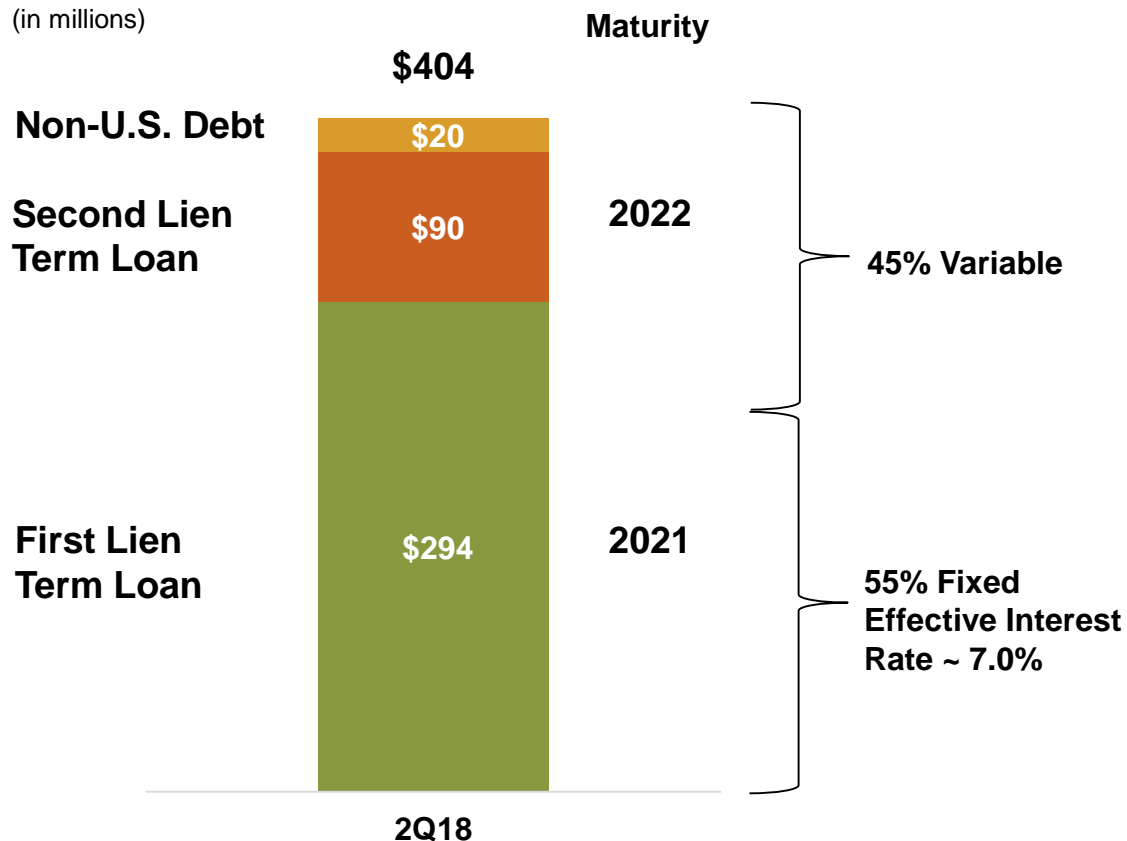 (in millions)
Maturity
$404
Non-U.S. Debt
$20
Second Lien
Term Loan
$90
2022
45% Variable
First Lien
Term Loan
$294
2021
55% Fixed
Effective Interest
Rate ~ 7.0%
2Q18